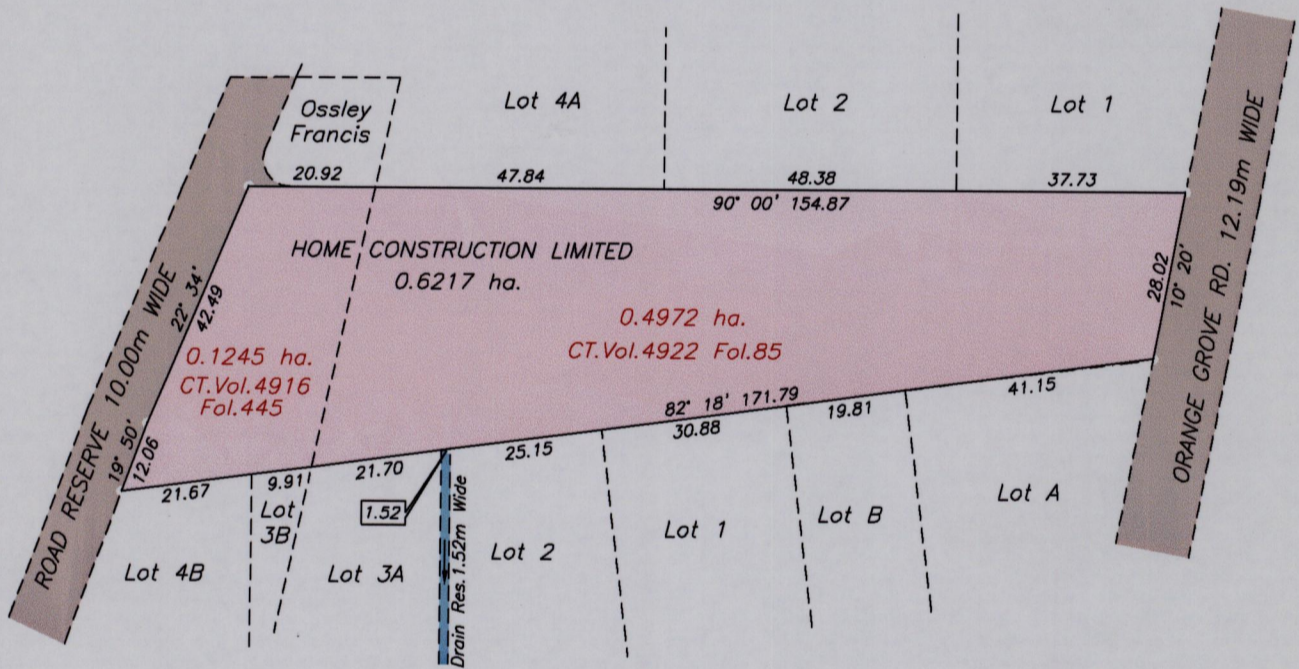 Ossley
Francis
Lot 4A
Lot 2
Lot 1
20.92
47.84
48.38
37.73
90° 00' 154.87
HOME CONSTRUCTION LIMITED
0.6217 ha.
ROAD RESERVE 10.00m WIDE
22° 34'
42.49
19° 50'
12.06
0.1245 ha.
CT.Vol.4916
Fol.445
0.4972 ha.
CT.Vol.4922 Fol.85
28.02
10° 20'
ORANGE GROVE RD. 12.19m WIDE
82° 18' 171.79
21.67
9.91
21.70
1.52
25.15
30.88
19.81
41.15
Lot 4B
Lot
3B
Lot 3A
Drain Res.1.52m Wide
Lot 2
Lot 1
Lot B
Lot A